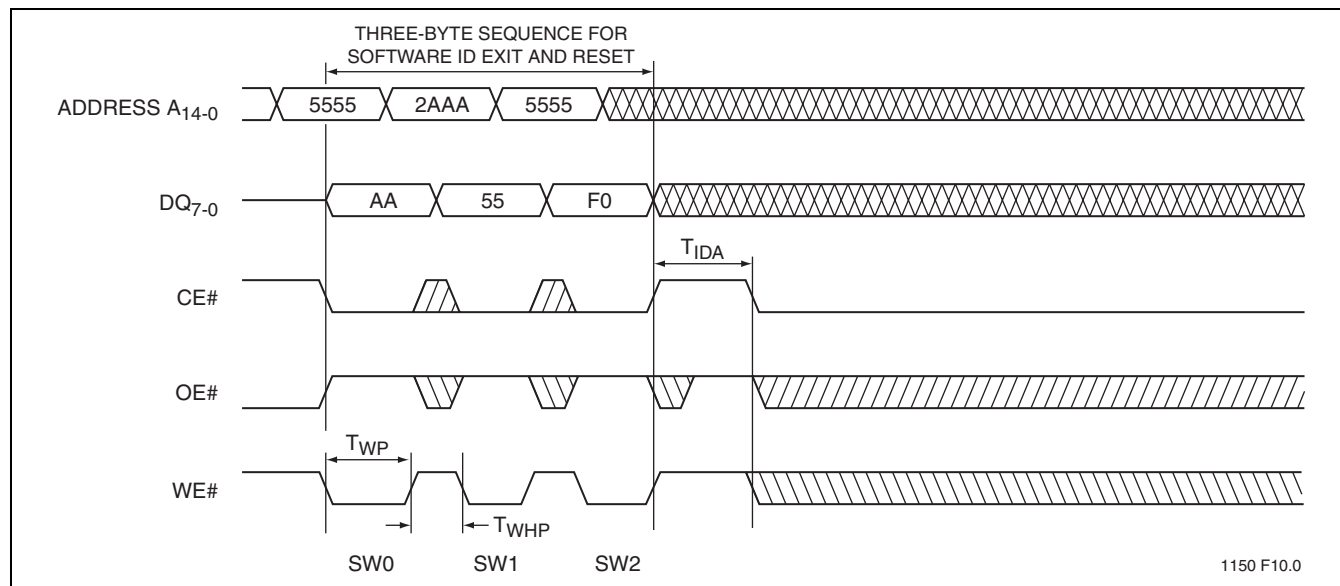 THREE-BYTE SEQUENCE FOR
SOFTWARE ID EXIT AND RESET
ADDRESS A14-0
5555 2AAA 5555
DQ7-0
AA 55 F0
TIDA
CE#
OE#
TWP
WE#
TWHP
SW0 SW1 SW2
1150 F10.0